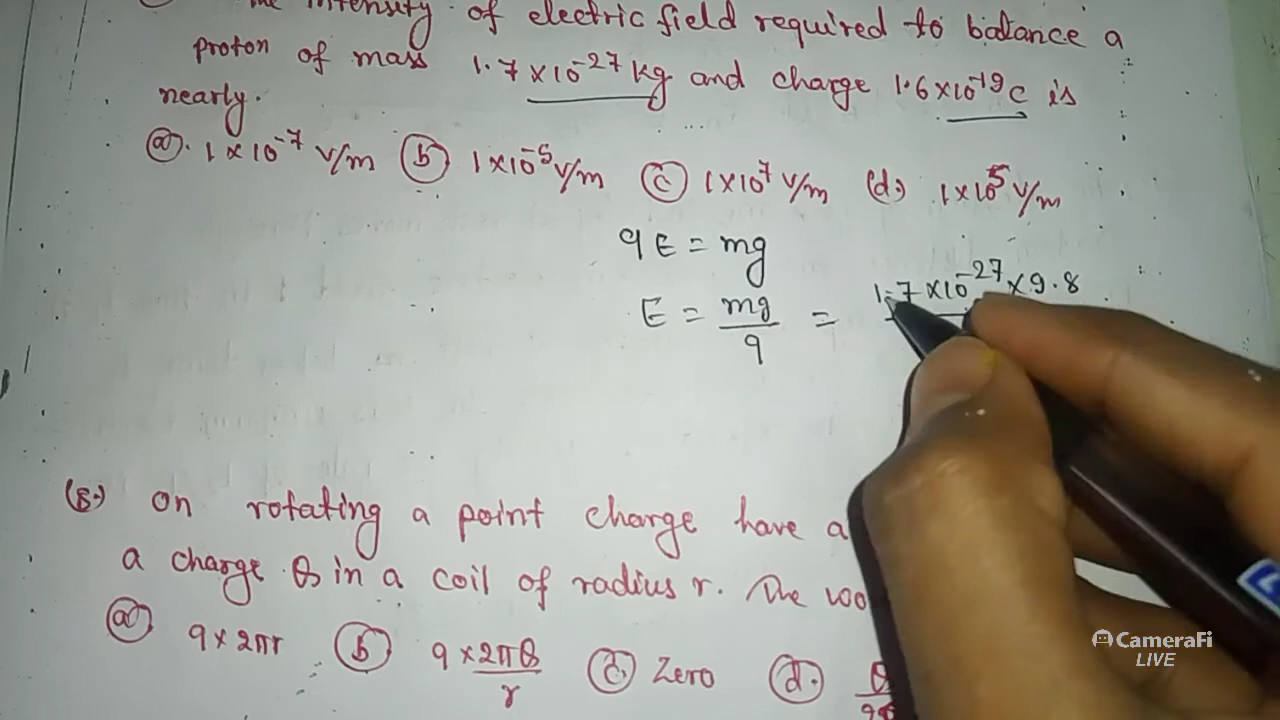 The intensity of electric field required to balance a
proton of mass 1.7×10⁻²⁷ kg and charge 1.6×10⁻¹⁹ C is
nearly.
(a). 1×10⁻⁷ V/m (b) 1×10⁻⁵ V/m (c) 1×10⁷ V/m (d.) 1×10⁵ V/m
qE = mg
E = mg/q = 1.7×10⁻²⁷×9.8
(8.) On rotating a point charge have a
a charge Q in a coil of radius r. The
(a) q×2πr (b) q×2πQ/r (c) Zero (d.)
CameraFi
LIVE